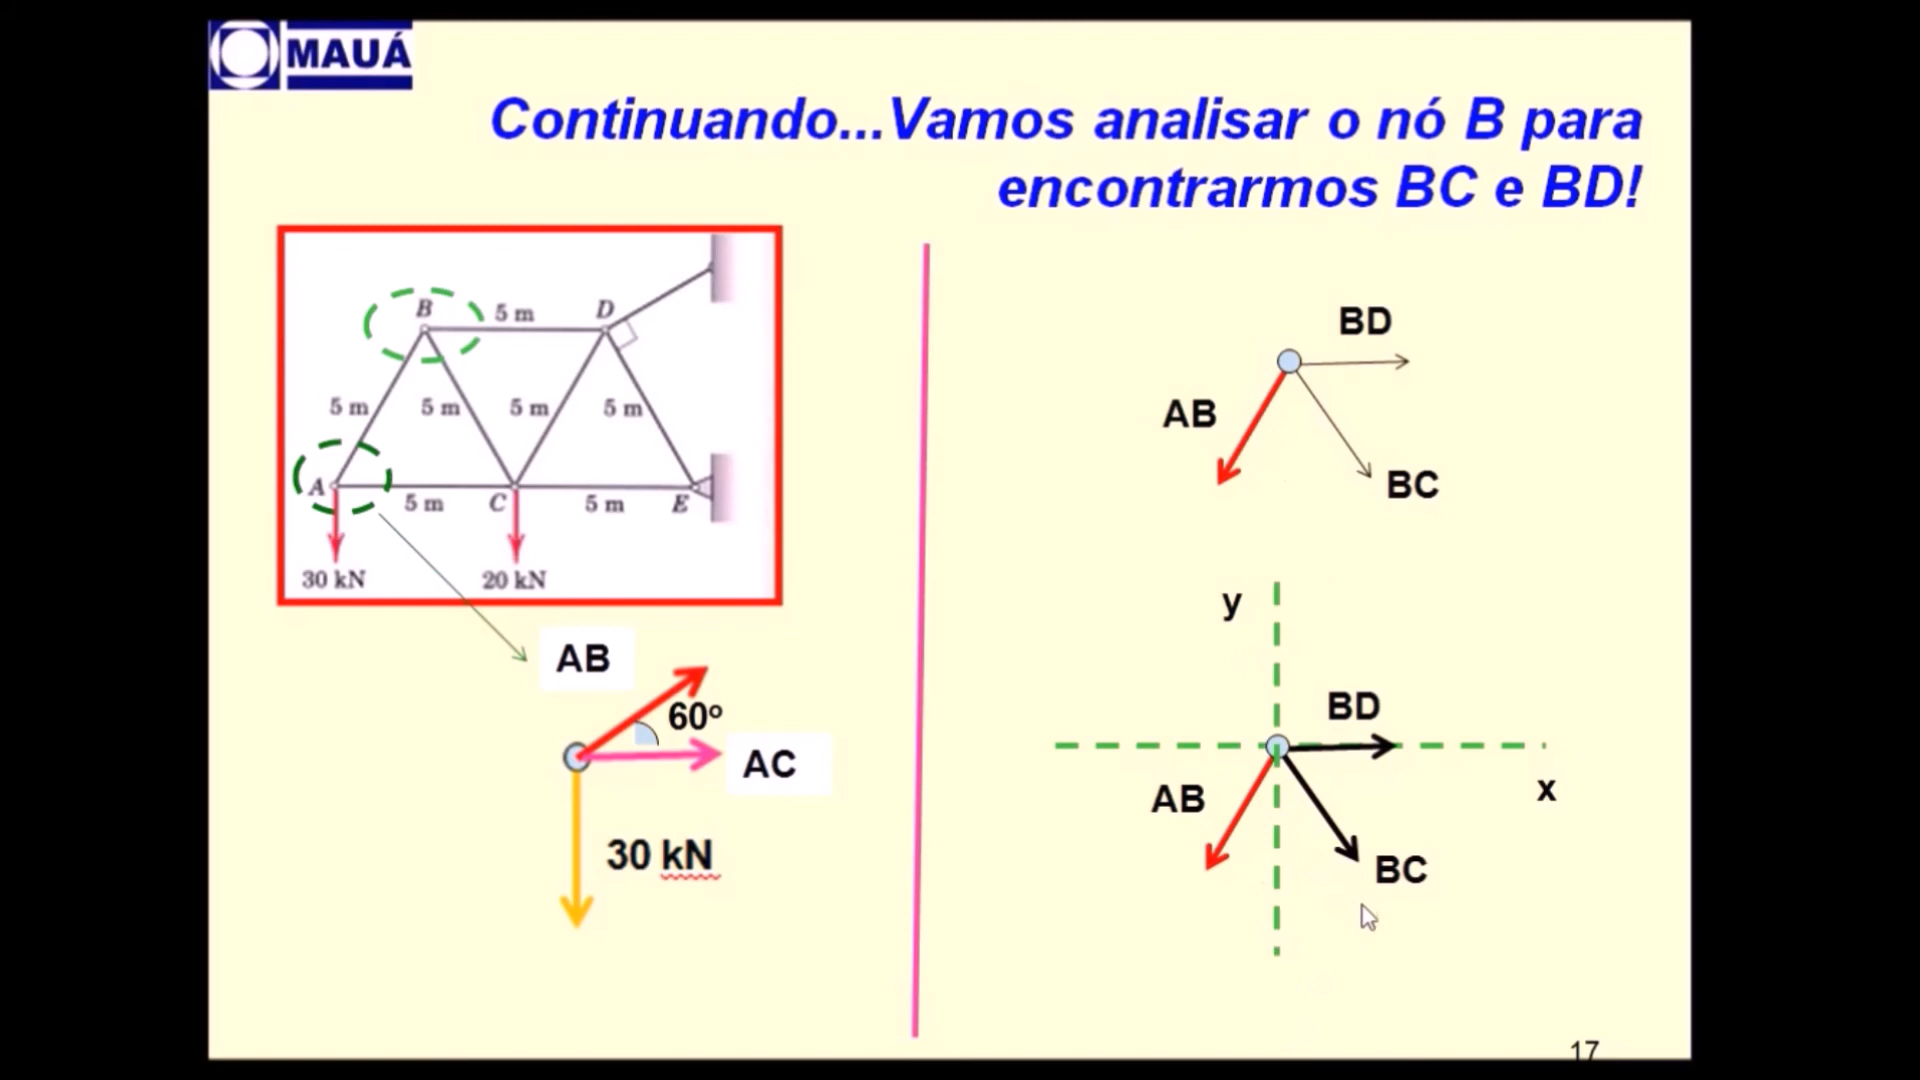 MAUÁ
Continuando...Vamos analisar o nó B para
encontrarmos BC e BD!
B
5 m
D
5 m
5 m
5 m
5 m
A
5 m
C
5 m
E
30 kN
20 kN
AB
60º
AC
30 kN
BD
AB
BC
y
BD
x
AB
BC
17